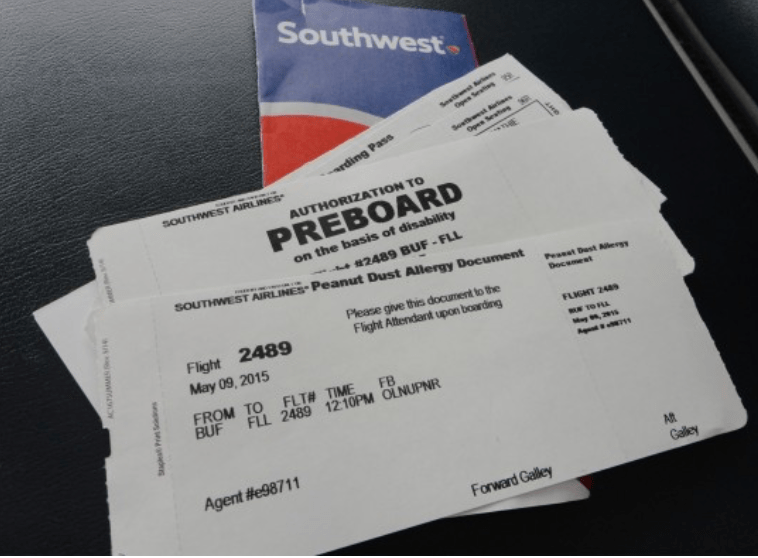 Southwest
Southwest Airlines
Open Seating
Southwest Airlines
Open Seating
arding Pass
SOUTHWEST AIRLINES®
AUTHORIZATION TO
PREBOARD
on the basis of disability
#2489 BUF - FLL
SOUTHWEST AIRLINES® Peanut Dust Allergy Document
Please give this document to the
Flight Attendant upon boarding
Flight 2489
May 09, 2015
FROM TO FLT# TIME FB
BUF FLL 2489 12:10PM OLNUPNR
Agent #e98711
Forward Galley
Peanut Dust Allergy
Document
FLIGHT 2489
BUF TO FLL
May 09, 2015
Agent # e98711
Aft
Galley